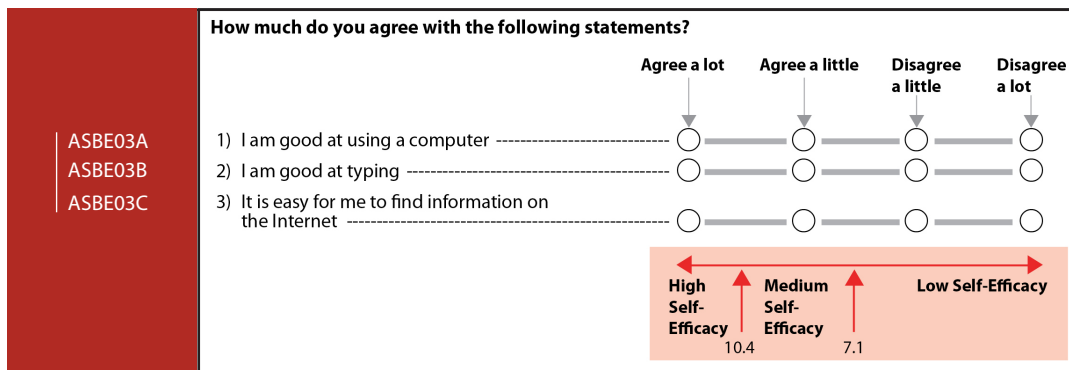 How much do you agree with the following statements?
Agree a lot Agree a little Disagree a little Disagree a lot
ASBE03A 1) I am good at using a computer
ASBE03B 2) I am good at typing
ASBE03C 3) It is easy for me to find information on
the Internet
High Self-Efficacy Medium Self-Efficacy Low Self-Efficacy
10.4 7.1